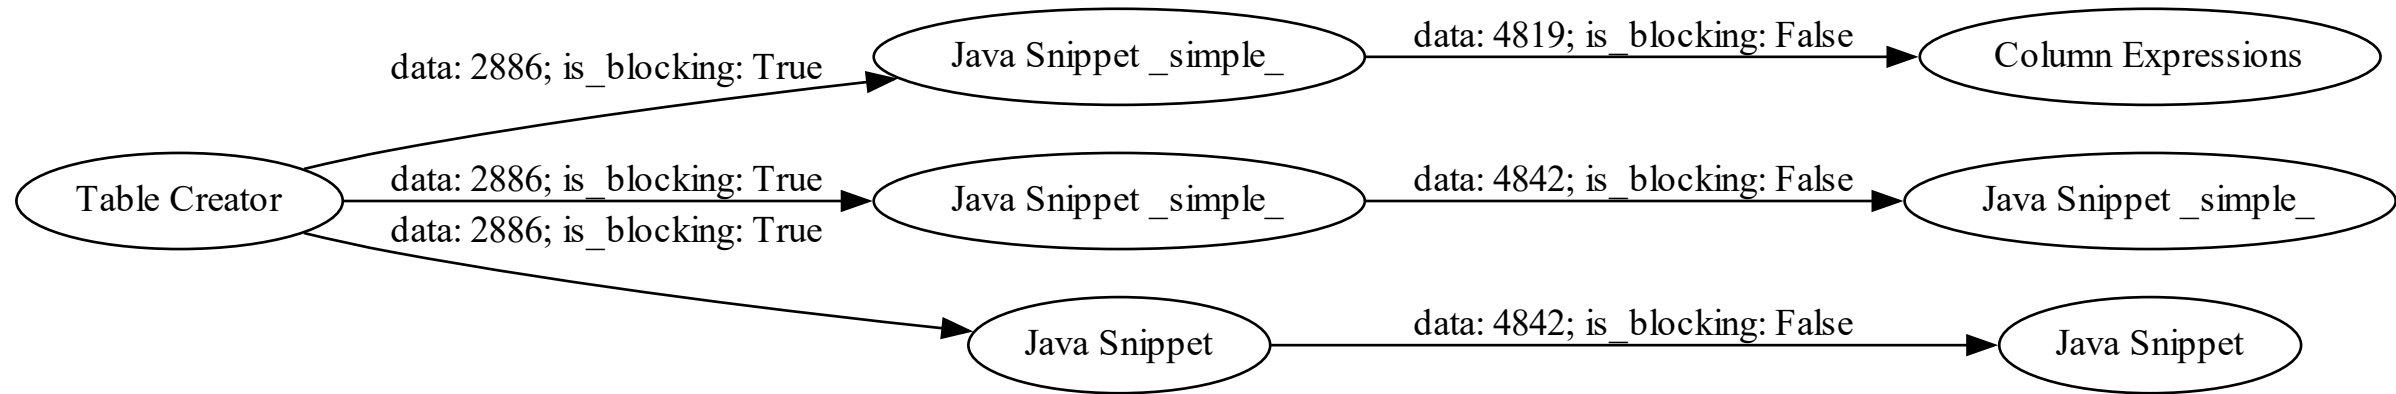 data: 2886; is_blocking: True
Java Snippet _simple_
data: 4819; is_blocking: False
Column Expressions
Table Creator
data: 2886; is_blocking: True
Java Snippet _simple_
data: 4842; is_blocking: False
Java Snippet _simple_
data: 2886; is_blocking: True
Java Snippet
data: 4842; is_blocking: False
Java Snippet